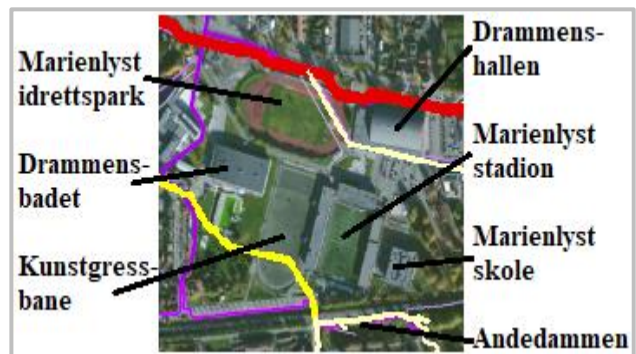 Marienlyst
idrettspark
Drammens-
badet
Kunstgress-
bane
Drammens-
hallen
Marienlyst
stadion
Marienlyst
skole
Andedammen